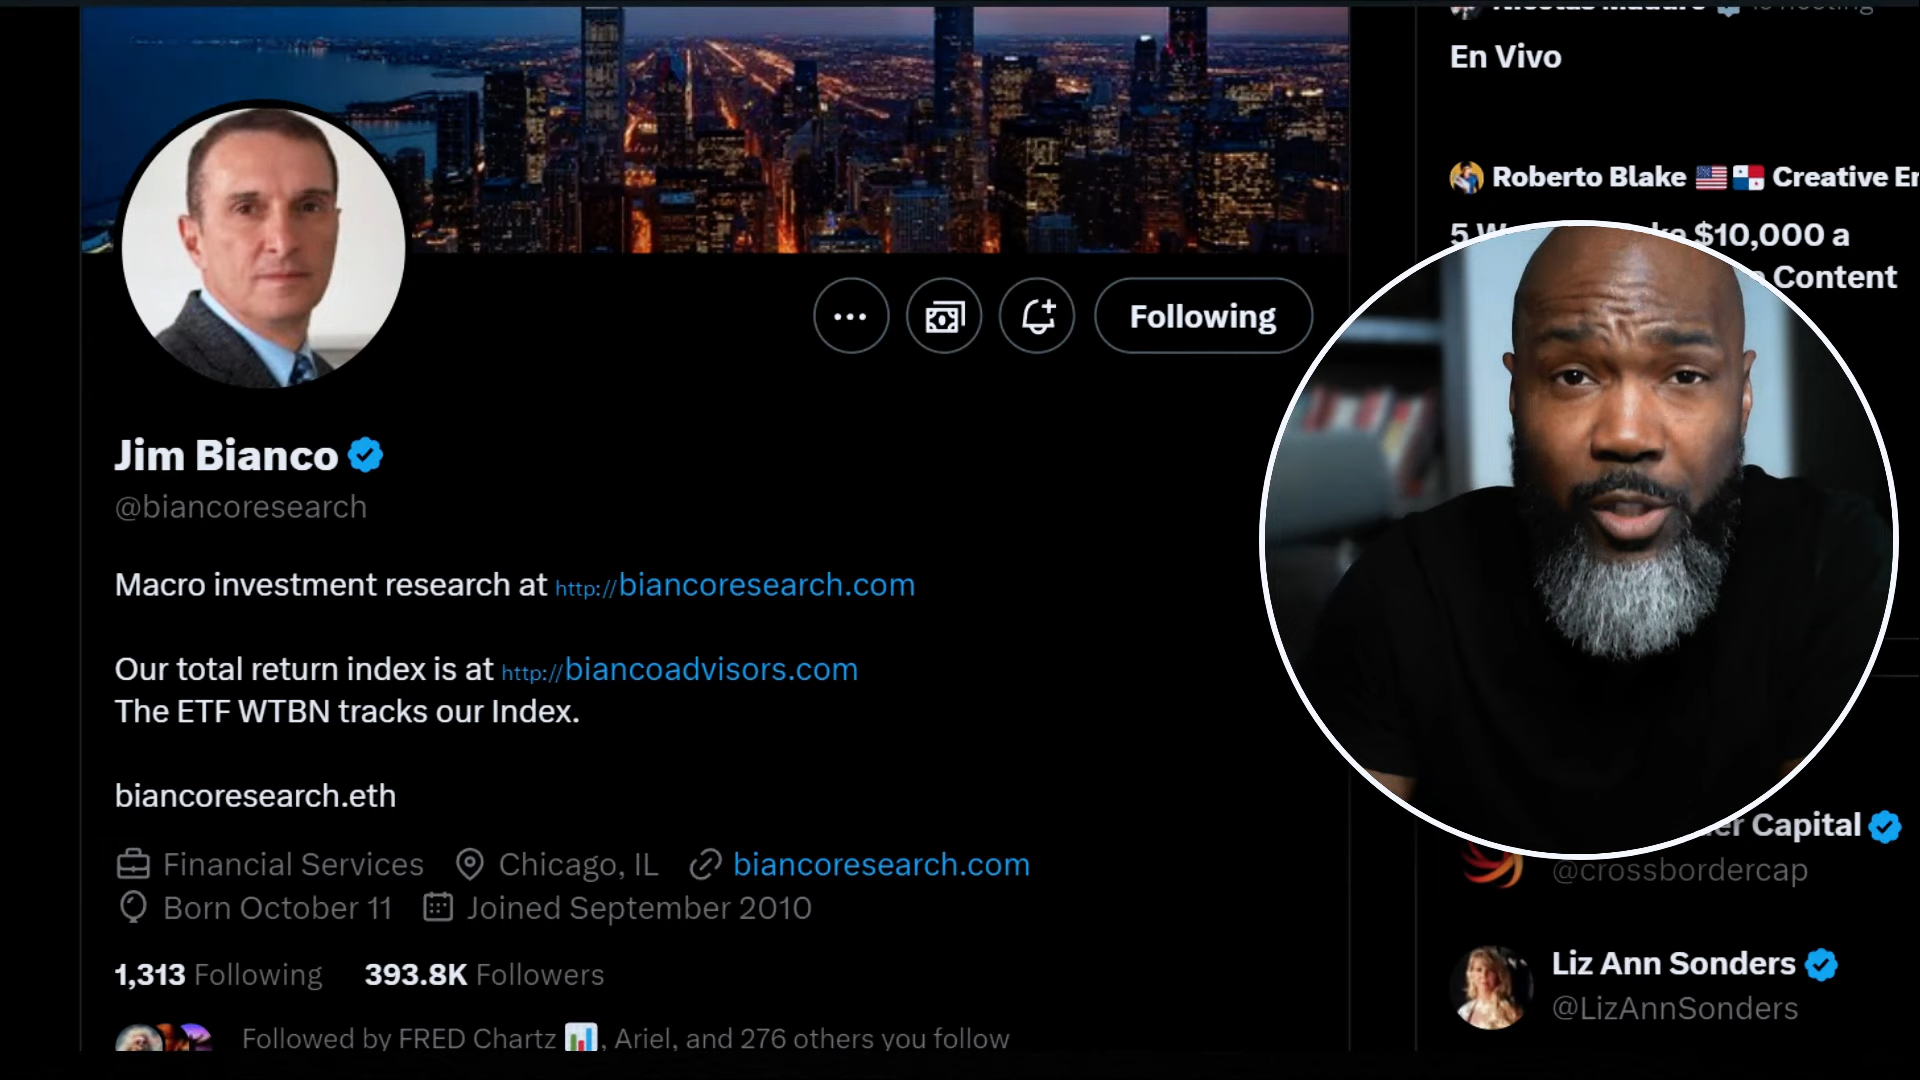 Following
Jim Bianco
@biancoresearch
Macro investment research at http://biancoresearch.com
Our total return index is at http://biancoadvisors.com
The ETF WTBN tracks our Index.
biancoresearch.eth
Financial Services Chicago, IL biancoresearch.com
Born October 11 Joined September 2010
1,313 Following 393.8K Followers
Followed by FRED Chartz 📊, Ariel, and 276 others you follow
En Vivo
Roberto Blake 🇺🇸🇵🇦 Creative
5 $10,000 a
Content
Capital
@crossbordercap
Liz Ann Sonders
@LizAnnSonders